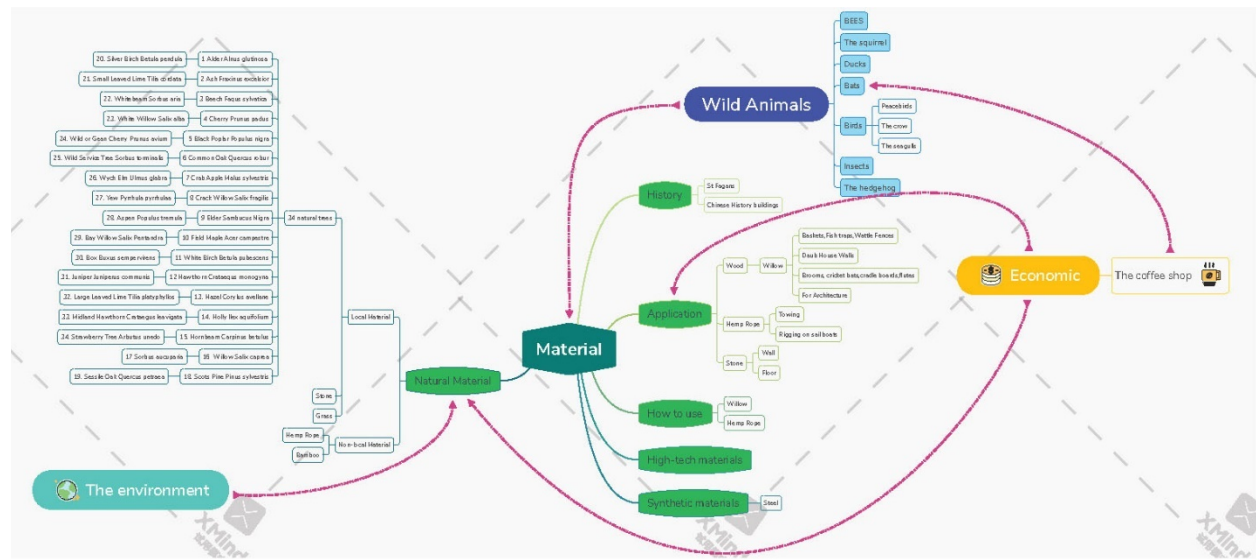 Wild Animals
BEES
The squirrel
Ducks
Bats
Birds
Peacebirds
The crow
The seagulls
Insects
The hedgehog
Economic
The coffee shop
Material
History
St Fagans
Chinese History buildings
Application
Wood
Willow
Baskets, Fish traps, Wattle Fences
Daub House Walls
Brooms, cricket bats, cradle boards, flutes
For Architecture
Hemp Rope
Towing
Rigging on sail boats
Stone
Wall
Floor
How to use
Willow
Hemp Rope
High-tech materials
Synthetic materials
Steel
Natural Material
Local Material
34 natural trees
1 Alder Alnus glutinosa
20. Silver Birch Betula pendula
2 Ash Fraxinus excelsior
21. Small Leaved Lime Tilia cordata
3 Beech Fagus sylvatica
22. Whitebeam Sorbus aria
4 Cherry Prunus padus
23. White Willow Salix alba
5 Black Poplar Populus nigra
24. Wild or Gean Cherry Prunus avium
6 Common Oak Quercus robur
25. Wild Service Tree Sorbus torminalis
7 Crab Apple Malus sylvestris
26. Wych Elm Ulmus glabra
8 Crack Willow Salix fragilis
27. Yew Pyrrhula pyrrhulas
9 Elder Sambucus Nigra
28. Aspen Populus tremula
10 Field Maple Acer campestre
29. Bay Willow Salix Pentandra
11 White Birch Betula pubescens
30. Box Buxus sempervirens
12 Hawthorn Crataegus monogyna
31. Juniper Juniperus communis
13. Hazel Corylus avellana
32. Large Leaved Lime Tilia platyphyllos
14. Holly Ilex aquifolium
33. Midland Hawthorn Crataegus laevigata
15. Hornbeam Carpinus betulus
34. Strawberry Tree Arbutus unedo
16 Willow Salix caprea
17 Sorbus aucuparia
18. Scots Pine Pinus sylvestris
19. Sessile Oak Quercus petraea
Stone
Grass
Non-local Material
Hemp Rope
Bamboo
The environment
XMind
XMind
XMind